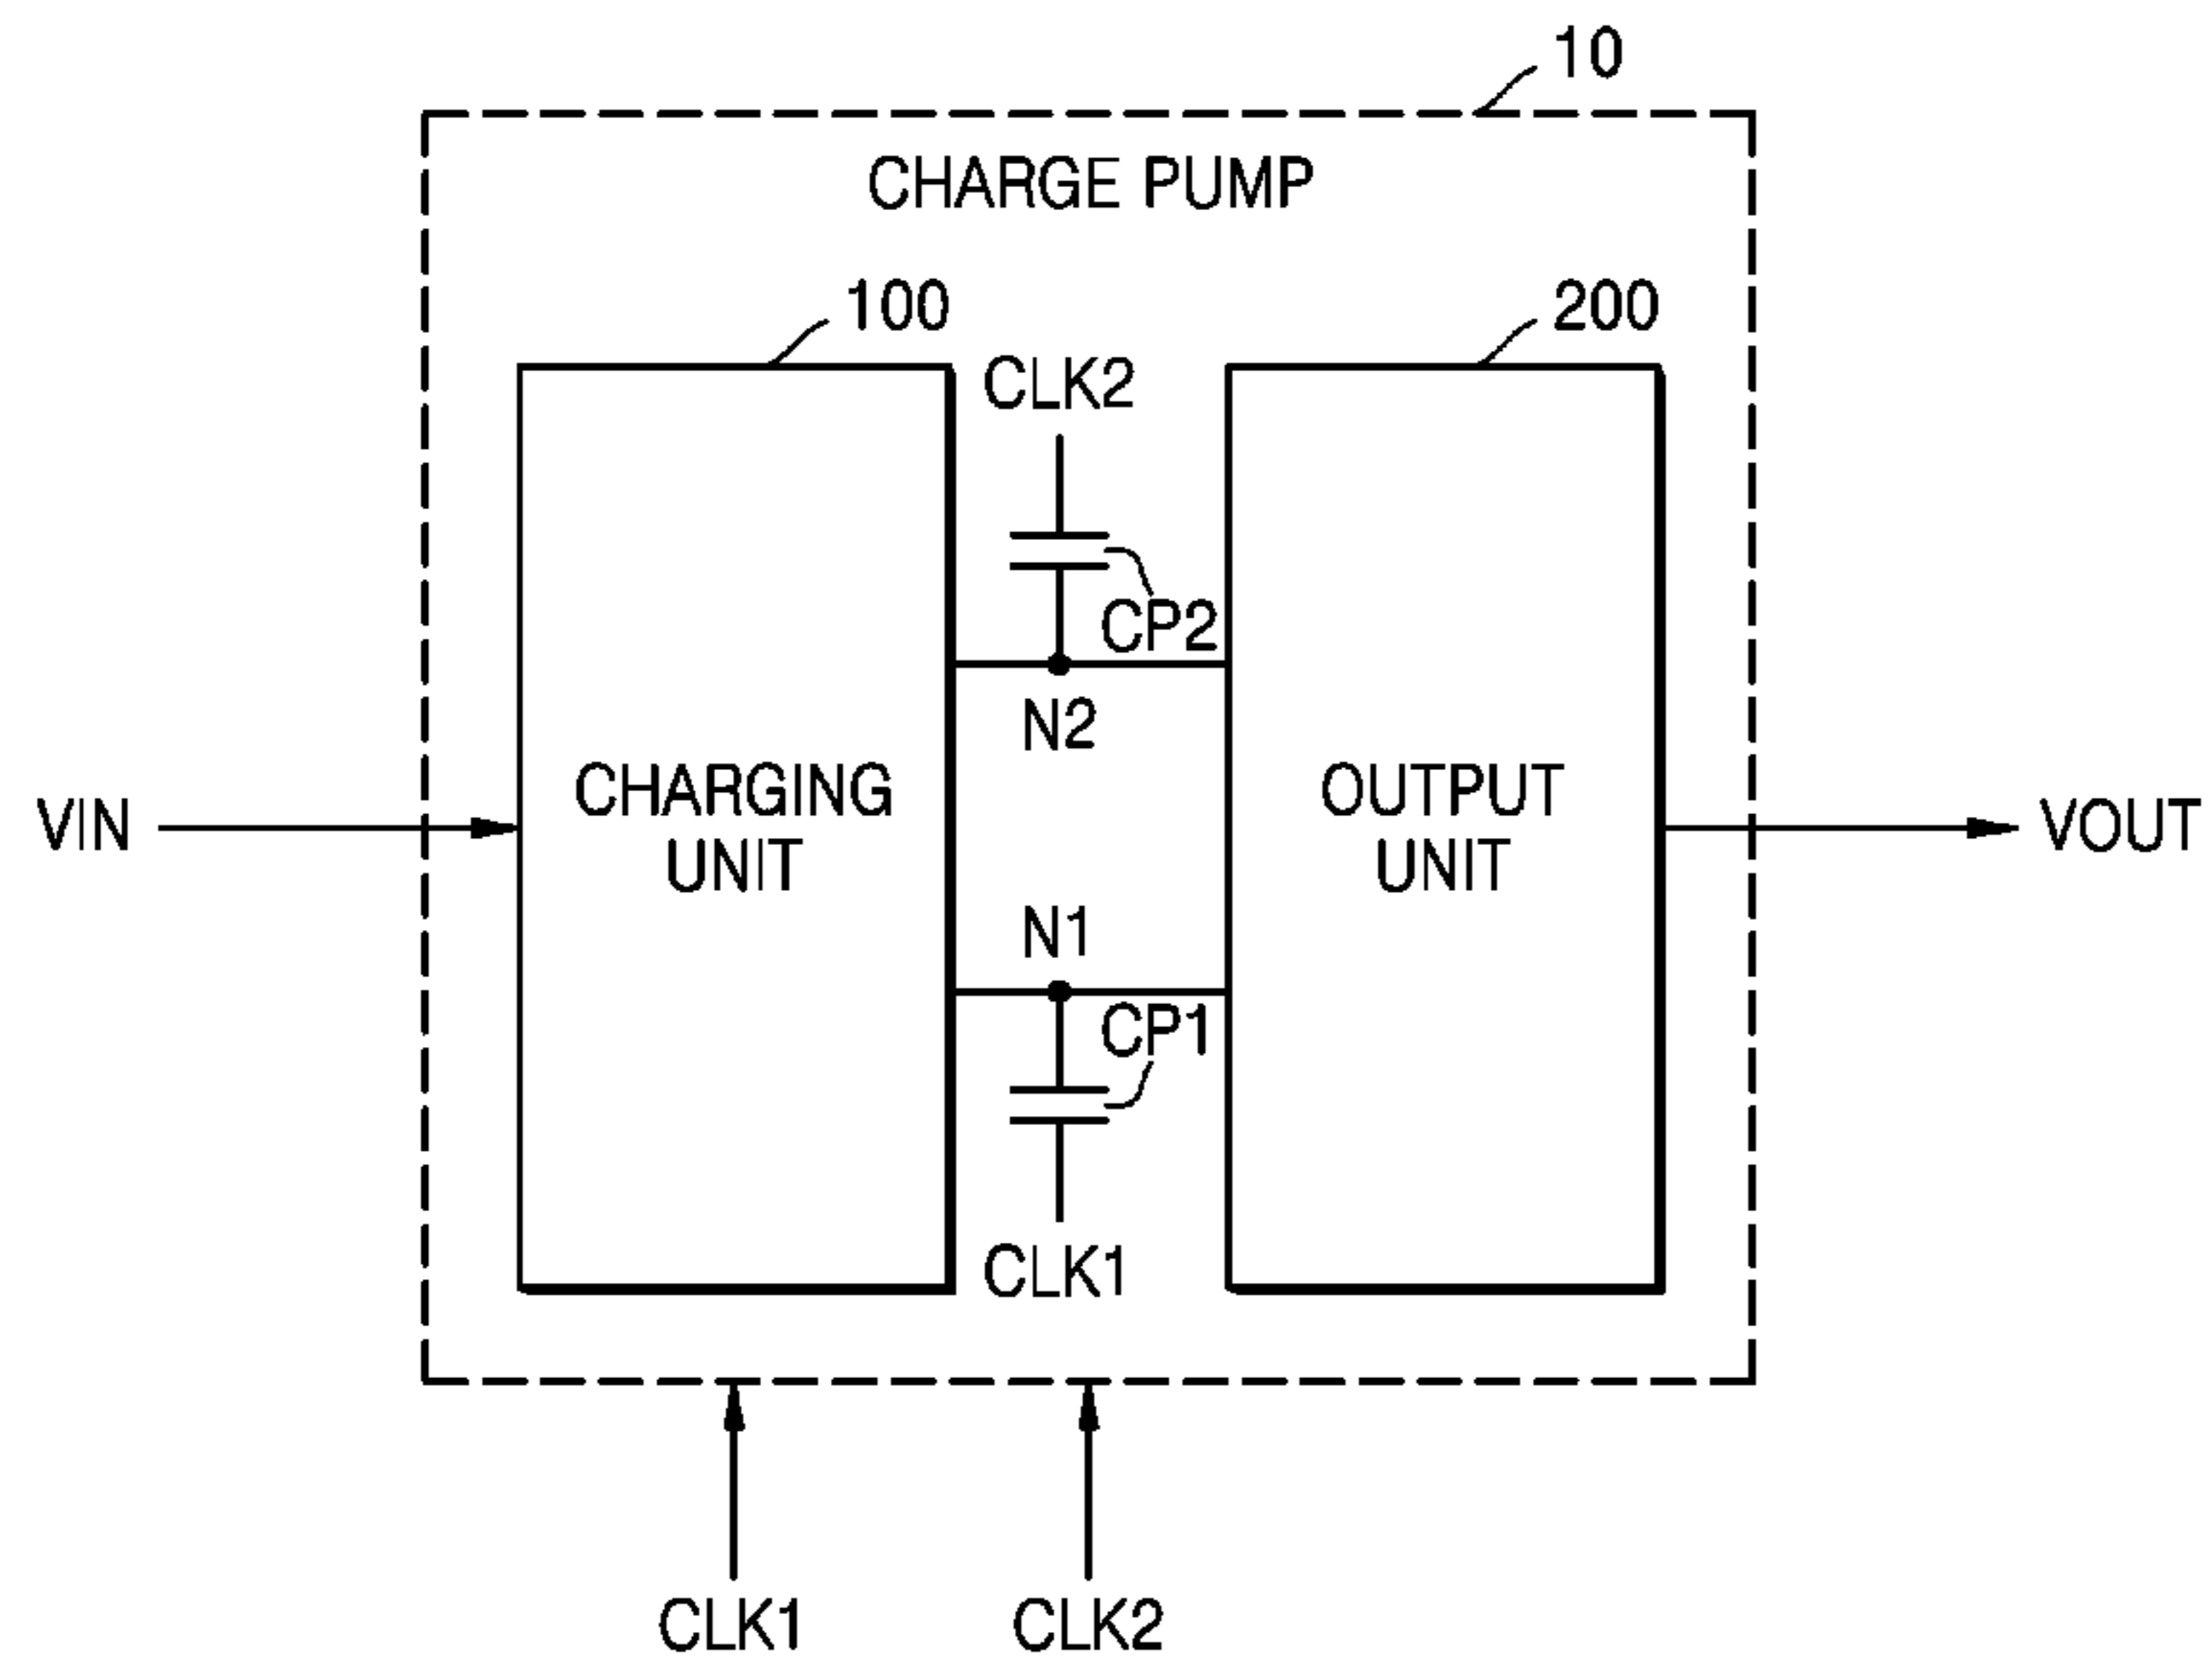 10
CHARGE PUMP
100
200
CLK2
CP2
N2
CHARGING
UNIT
OUTPUT
UNIT
VIN
VOUT
N1
CP1
CLK1
CLK1
CLK2